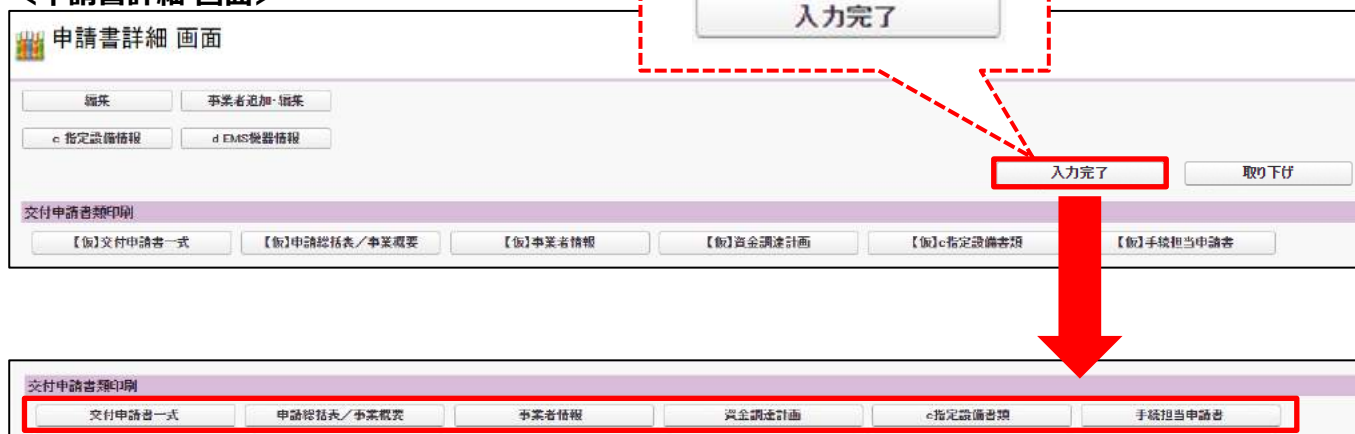 <申請書詳細 画面>
入力完了
申請書詳細 画面
編集 事業者追加・編集
c 指定設備情報 d EMS機器情報
入力完了 取り下げ
交付申請書類印刷
【仮】交付申請書一式 【仮】申請総括表／事業概要 【仮】事業者情報 【仮】資金調達計画 【仮】c指定設備書類 【仮】手続担当申請書
交付申請書類印刷
交付申請書一式 申請総括表／事業概要 事業者情報 資金調達計画 c指定設備書類 手続担当申請書